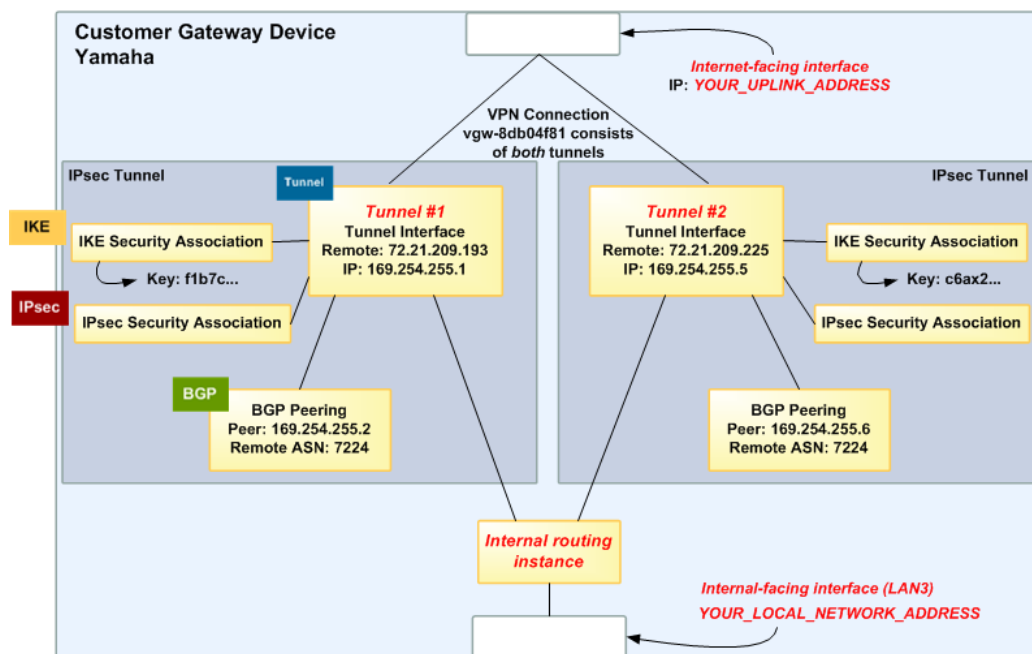 Customer Gateway Device
Yamaha
Internet-facing interface
IP: YOUR_UPLINK_ADDRESS
VPN Connection
vgw-8db04f81 consists
of both tunnels
IPsec Tunnel
Tunnel
IKE
IKE Security Association
Key: f1b7c...
IPsec
IPsec Security Association
Tunnel #1
Tunnel Interface
Remote: 72.21.209.193
IP: 169.254.255.1
BGP
BGP Peering
Peer: 169.254.255.2
Remote ASN: 7224
IPsec Tunnel
Tunnel #2
Tunnel Interface
Remote: 72.21.209.225
IP: 169.254.255.5
IKE Security Association
Key: c6ax2...
IPsec Security Association
BGP Peering
Peer: 169.254.255.6
Remote ASN: 7224
Internal routing
instance
Internal-facing interface (LAN3)
YOUR_LOCAL_NETWORK_ADDRESS